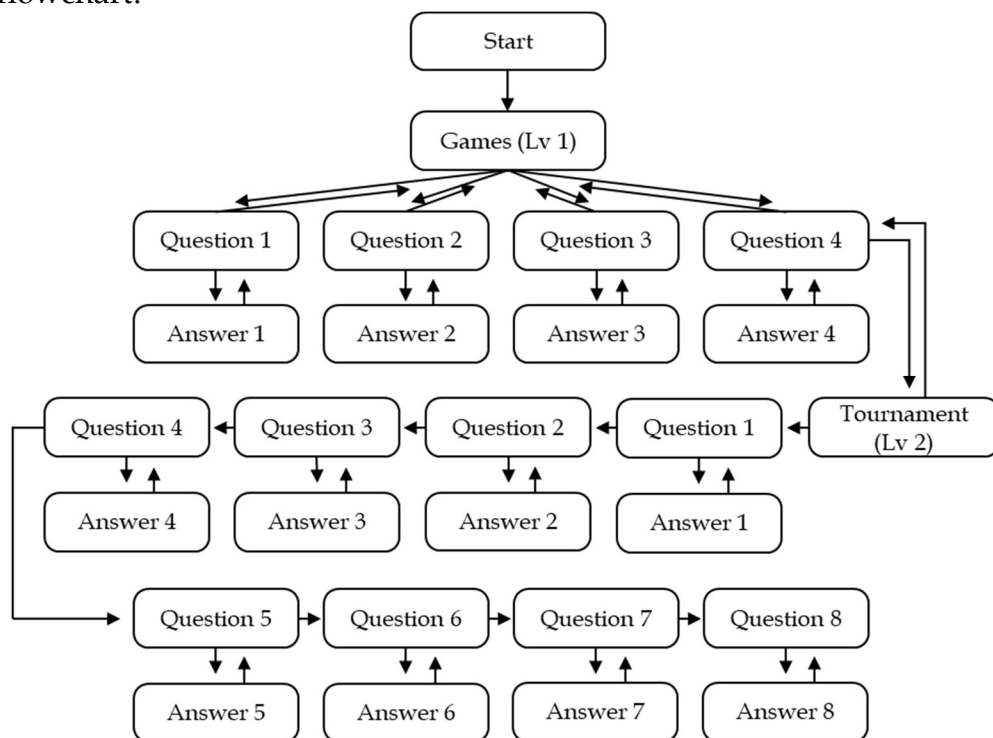 flowchart.
Start
Games (Lv 1)
Question 1
Question 2
Question 3
Question 4
Answer 1
Answer 2
Answer 3
Answer 4
Question 4
Question 3
Question 2
Question 1
Tournament
(Lv 2)
Answer 4
Answer 3
Answer 2
Answer 1
Question 5
Question 6
Question 7
Question 8
Answer 5
Answer 6
Answer 7
Answer 8